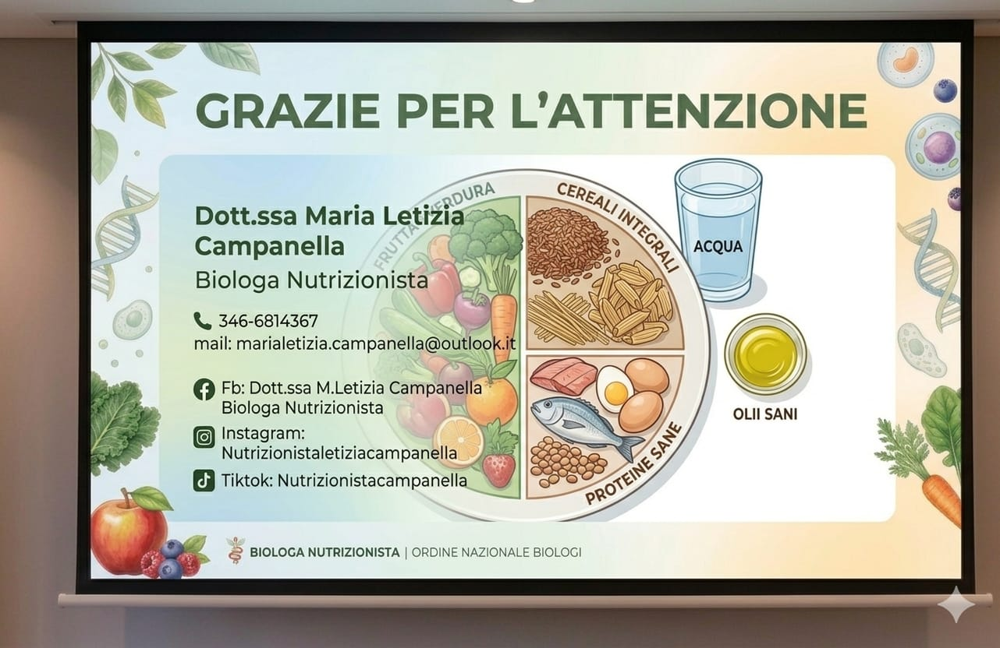 GRAZIE PER L'ATTENZIONE
Dott.ssa Maria Letizia
Campanella
Biologa Nutrizionista
346-6814367
mail: marialetizia.campanella@outlook.it
Fb: Dott.ssa M.Letizia Campanella
Biologa Nutrizionista
Instagram:
Nutrizionistaletiziacampanella
Tiktok: Nutrizionistacampanella
FRUTTA VERDURA
CEREALI INTEGRALI
PROTEINE SANE
ACQUA
OLII SANI
BIOLOGA NUTRIZIONISTA | ORDINE NAZIONALE BIOLOGI